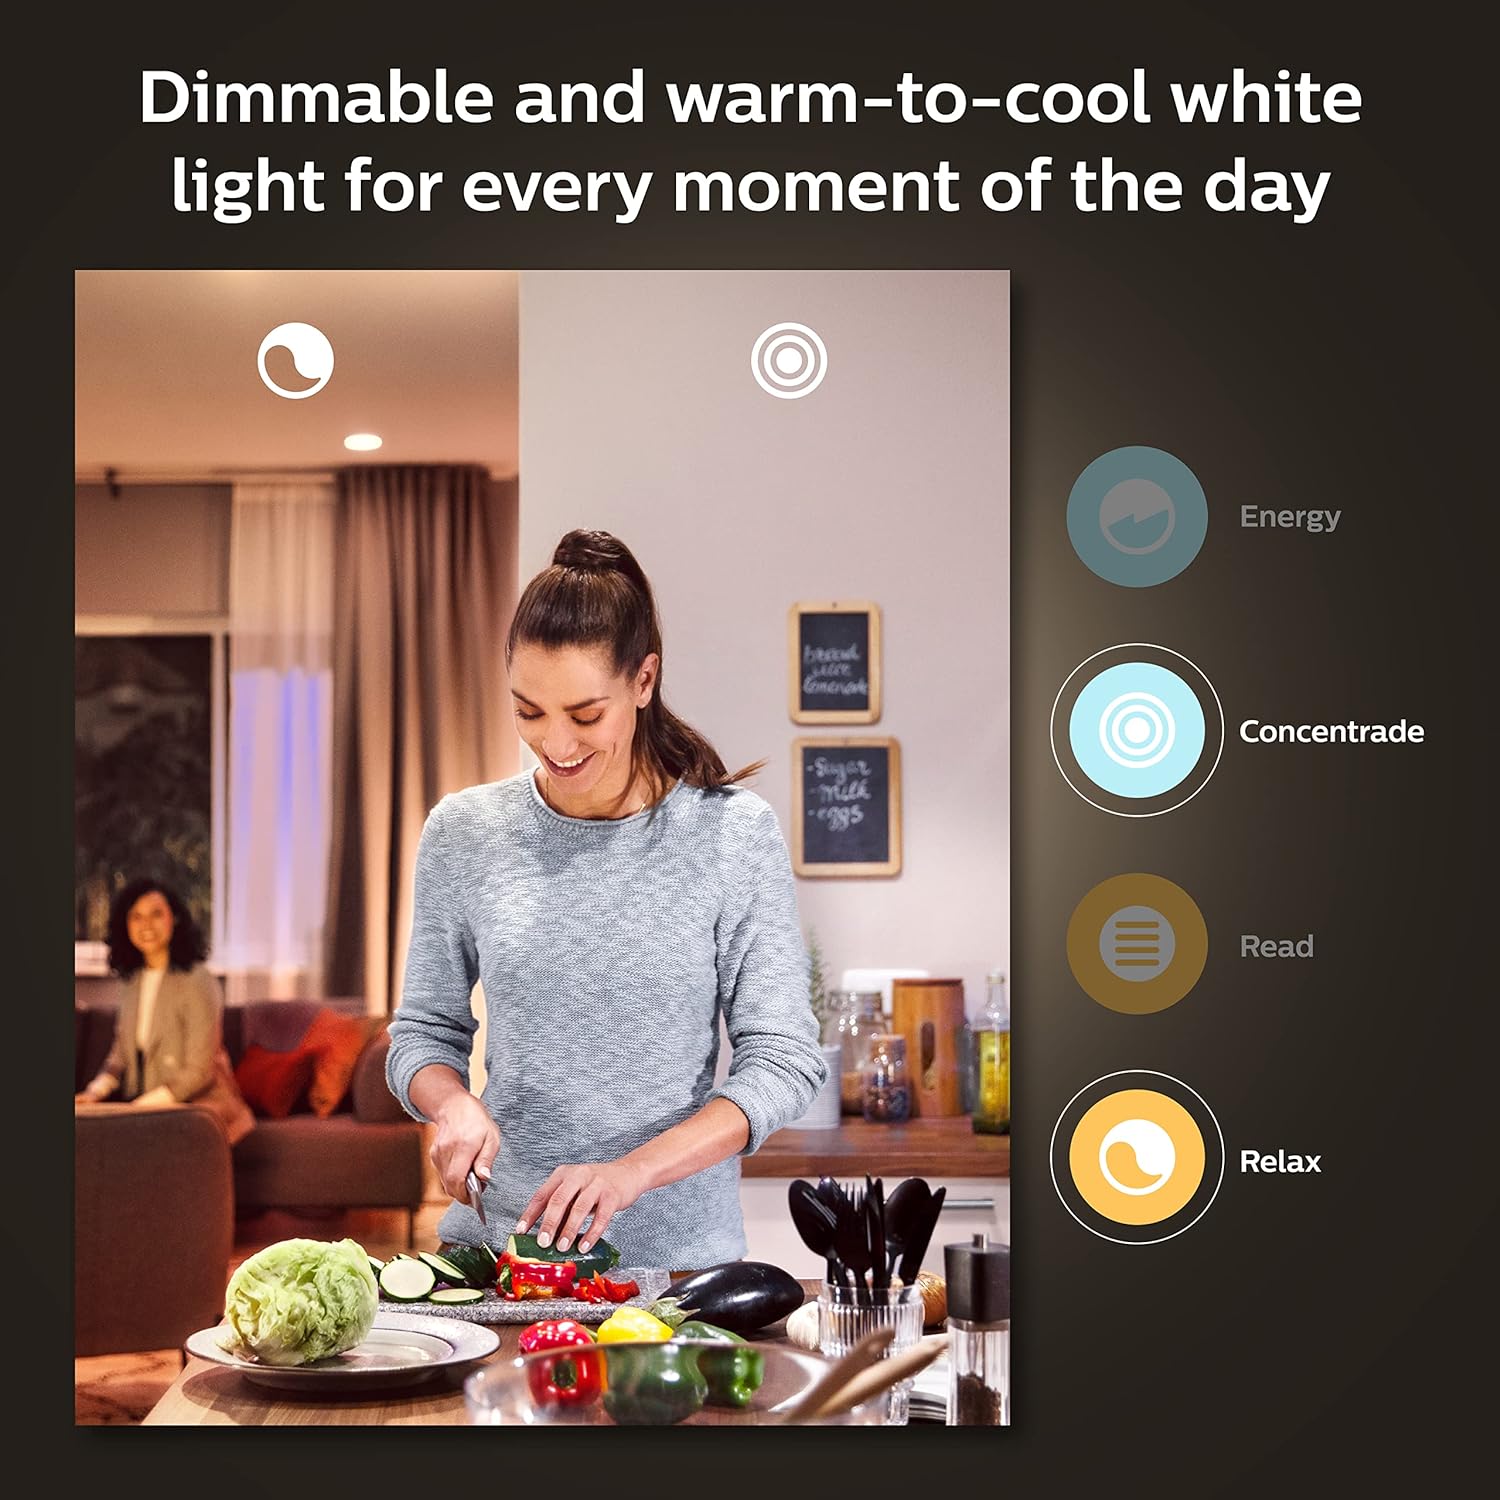 Dimmable and warm-to-cool white
light for every moment of the day
Energy
Concentrade
Read
Relax
bread
lemonade
-Sugar
-Milk
-eggs